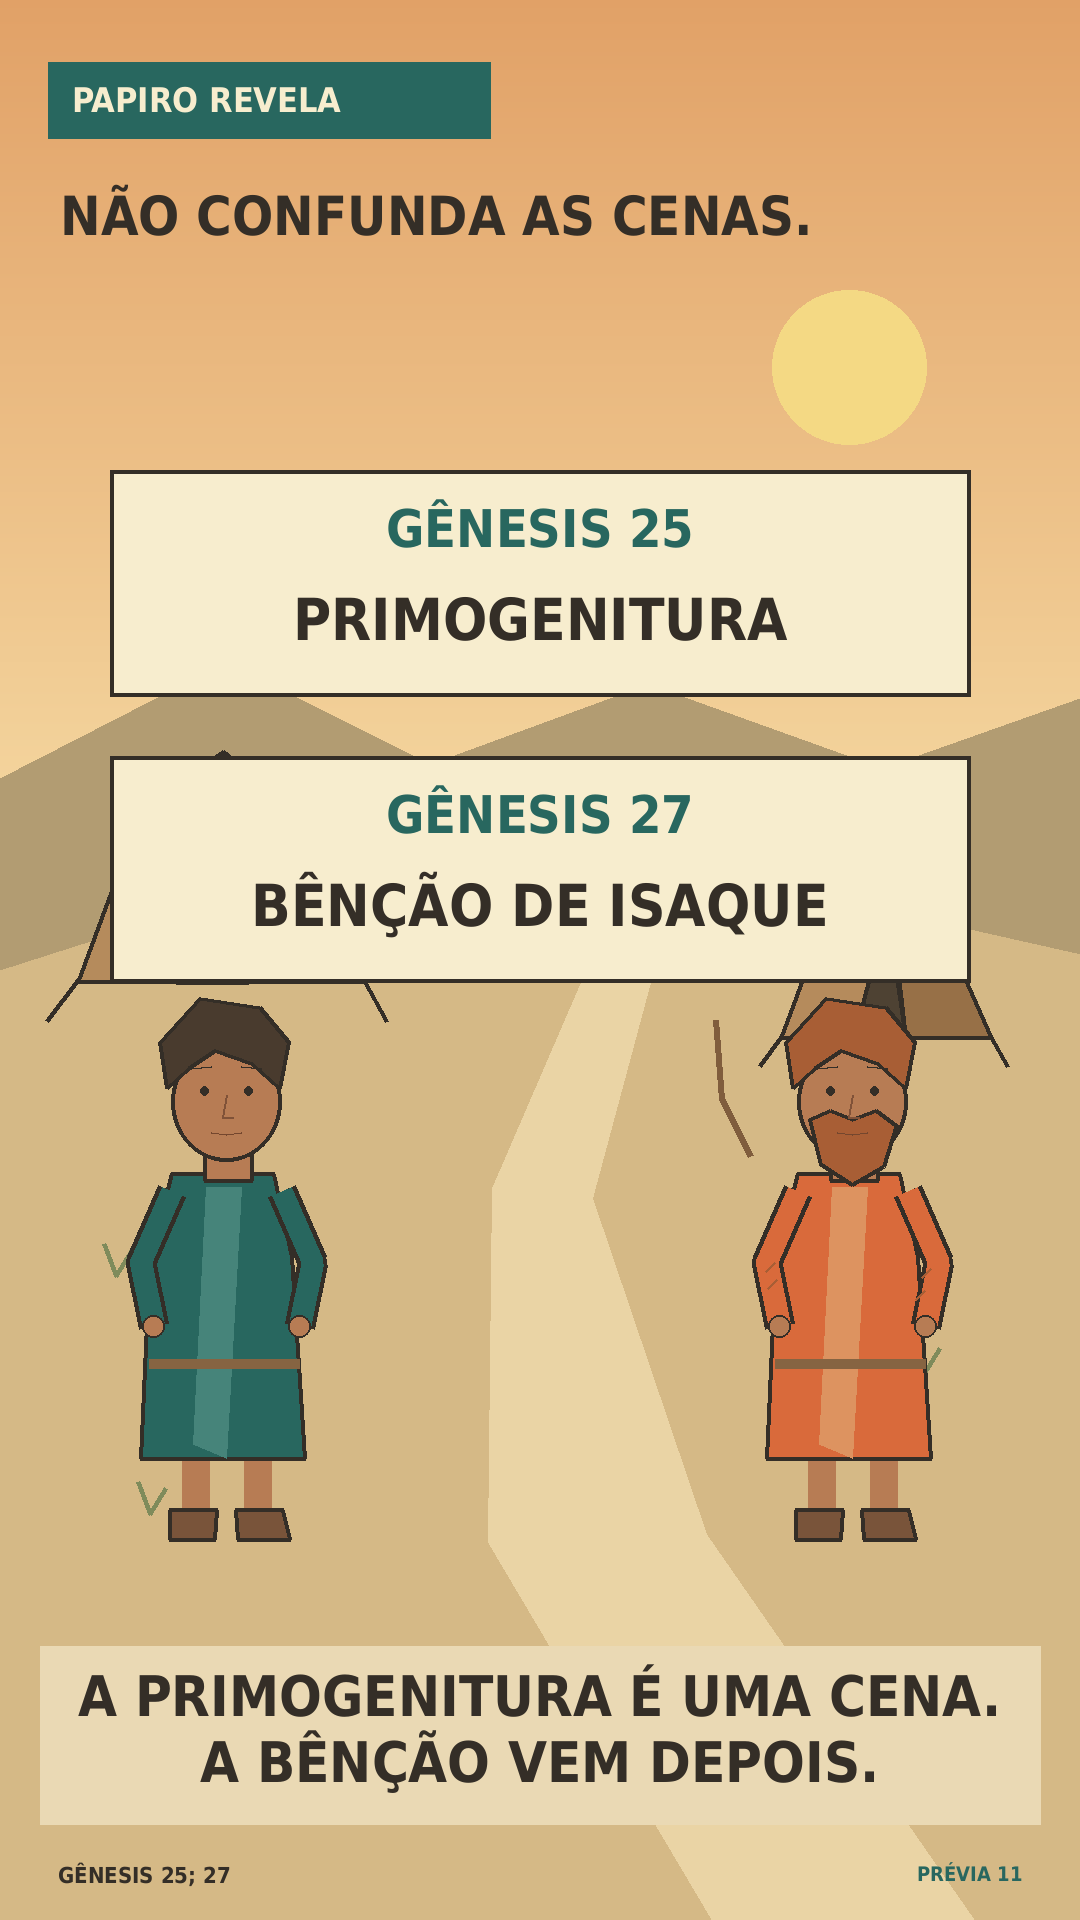 PAPIRO REVELA
NÃO CONFUNDA AS CENAS.
GÊNESIS 25
PRIMOGENITURA
GÊNESIS 27
BÊNÇÃO DE ISAQUE
A PRIMOGENITURA É UMA CENA.
A BÊNÇÃO VEM DEPOIS.
GÊNESIS 25; 27
PRÉVIA 11